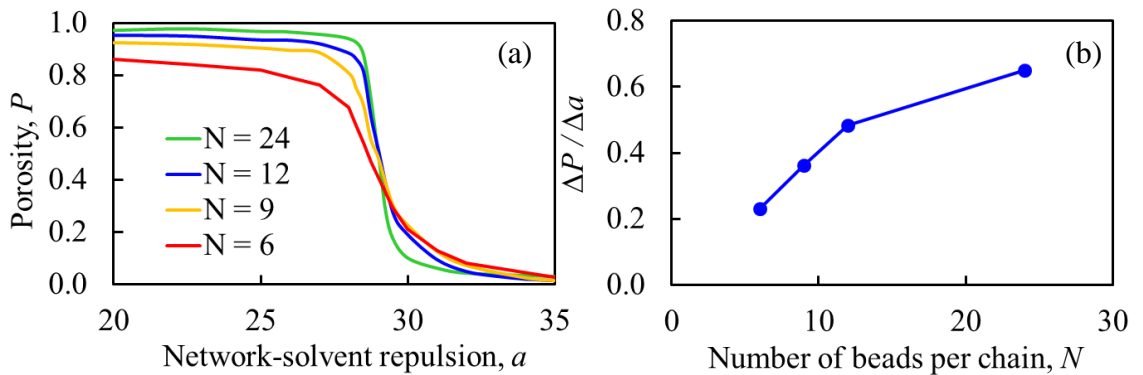 (a)
Porosity, P
1.0
0.8
0.6
0.4
0.2
0.0
N = 24
N = 12
N = 9
N = 6
20 25 30 35
Network-solvent repulsion, a
(b)
ΔP / Δa
0.8
0.6
0.4
0.2
0
0 10 20 30
Number of beads per chain, N